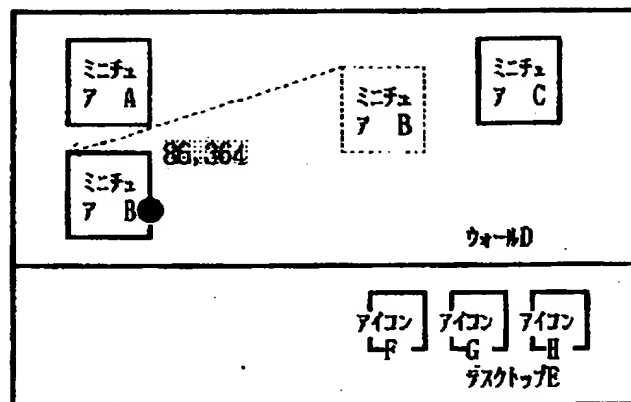 ミニチュ
ア A
ミニチュ
ア B
ミニチュ
ア C
86,364
ミニチュ
ア B
ウォールD
アイコン
F
アイコン
G
アイコン
H
デスクトップE